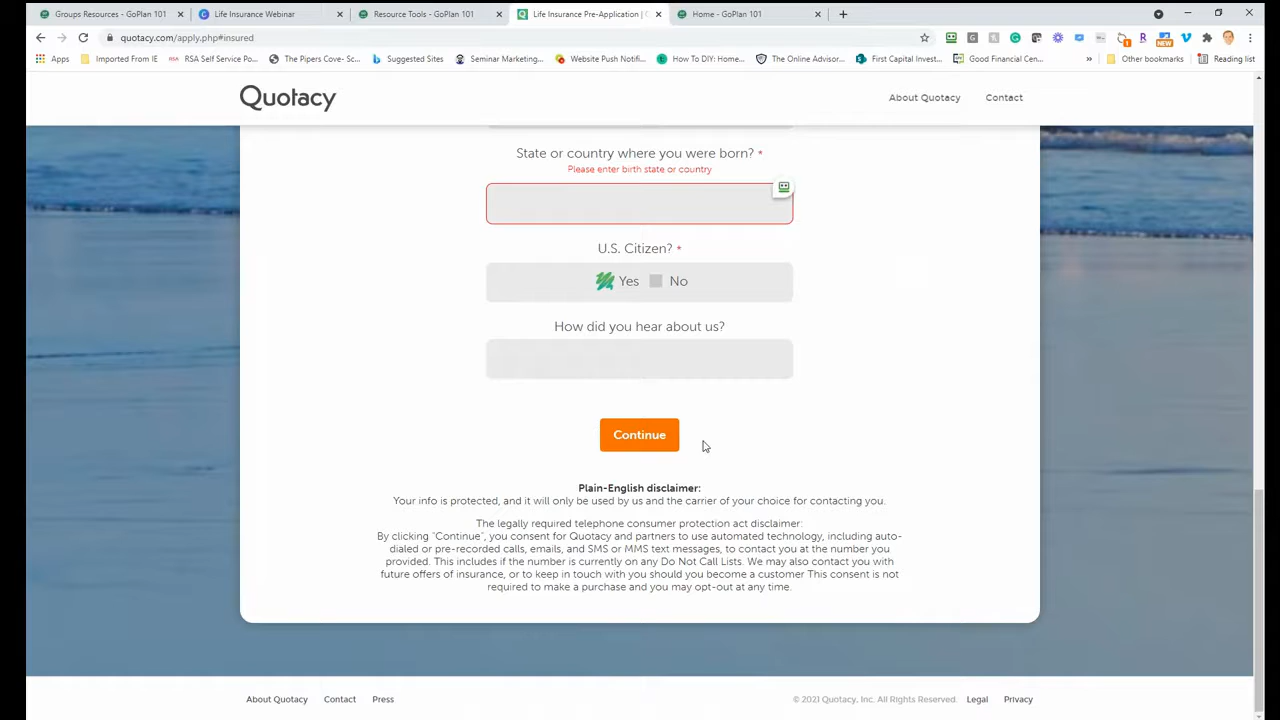 Groups Resources - GoPlan 101
Life Insurance Webinar
Resource Tools - GoPlan 101
Life Insurance Pre-Application | Q
Home - GoPlan 101
quotacy.com/apply.php#insured
Apps
Imported From IE
RSA Self Service Po...
The Pipers Cove- Sc...
Suggested Sites
Seminar Marketing...
Website Push Notifi...
How To DIY: Home...
The Online Advisor...
First Capital Invest...
Good Financial Cen...
»
Other bookmarks
Reading list
Quotacy
About Quotacy
Contact
State or country where you were born? *
Please enter birth state or country
U.S. Citizen? *
Yes
No
How did you hear about us?
Continue
Plain-English disclaimer:
Your info is protected, and it will only be used by us and the carrier of your choice for contacting you.
The legally required telephone consumer protection act disclaimer:
By clicking "Continue", you consent for Quotacy and partners to use automated technology, including auto-
dialed or pre-recorded calls, emails, and SMS or MMS text messages, to contact you at the number you
provided. This includes if the number is currently on any Do Not Call Lists. We may also contact you with
future offers of insurance, or to keep in touch with you should you become a customer This consent is not
required to make a purchase and you may opt-out at any time.
About Quotacy
Contact
Press
© 2021 Quotacy, Inc. All Rights Reserved.
Legal
Privacy